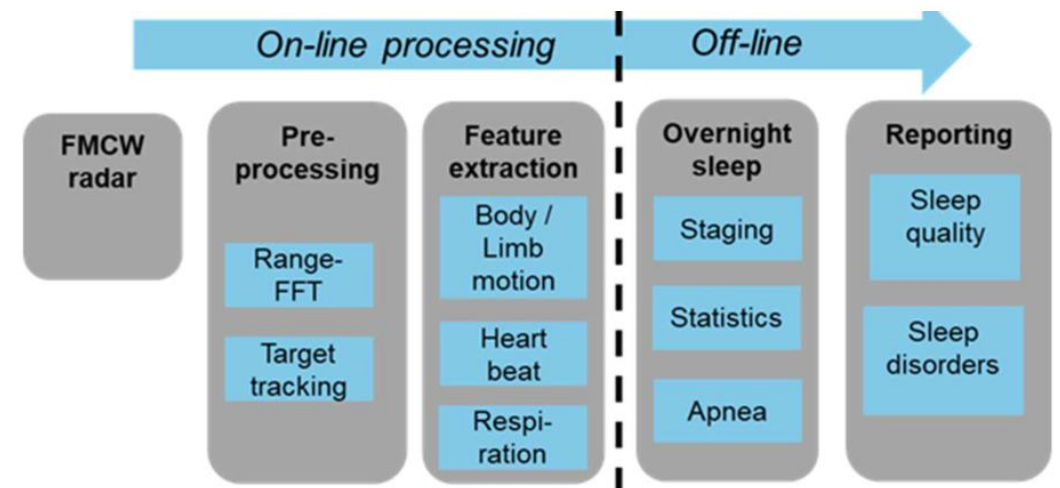 On-line processing
Off-line
FMCW
radar
Pre-
processing
Range-
FFT
Target
tracking
Feature
extraction
Body /
Limb
motion
Heart
beat
Respi-
ration
Overnight
sleep
Staging
Statistics
Apnea
Reporting
Sleep
quality
Sleep
disorders